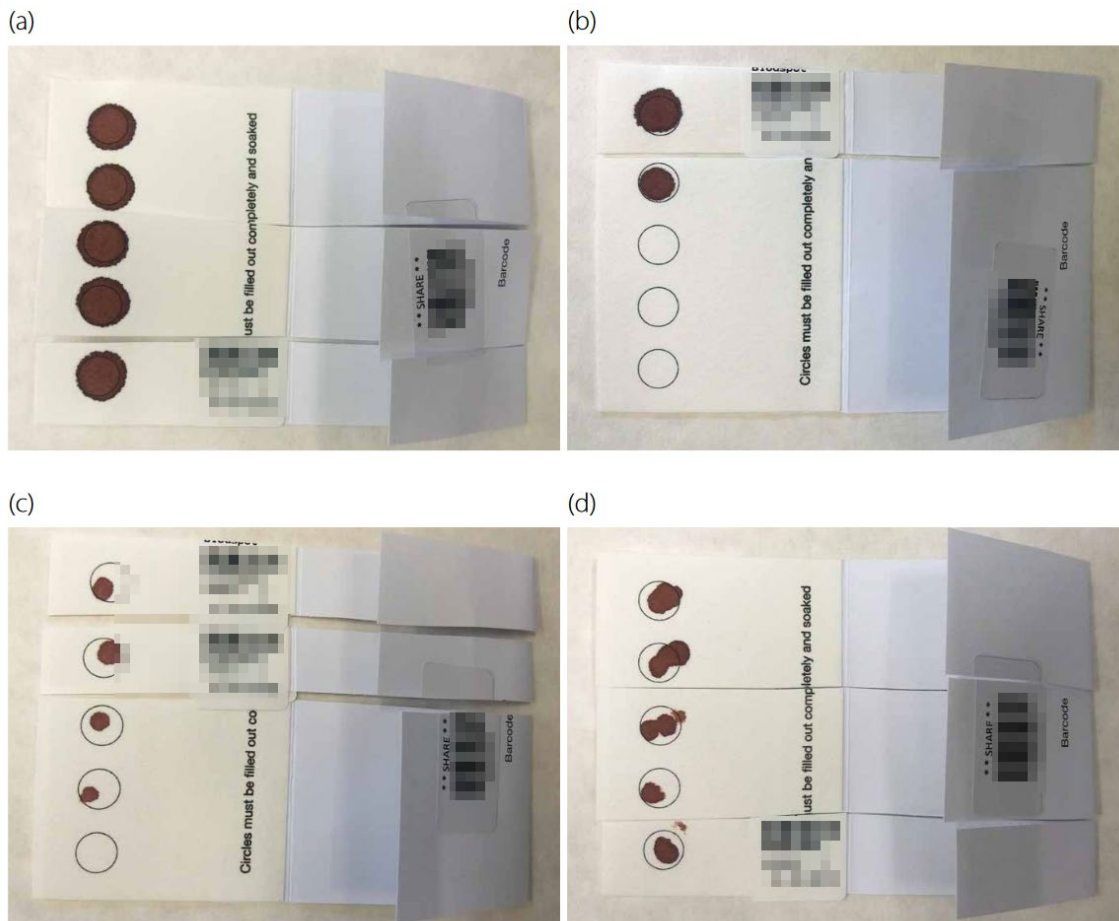 (a)
ust be filled out completely and soaked
** SHARE **
Barcode
(b)
Bloodspot
Circles must be filled out completely an
** SHARE **
Barcode
(c)
Circles must be filled out co
** SHARE **
Barcode
(d)
ust be filled out completely and soaked
** SHARE **
Barcode